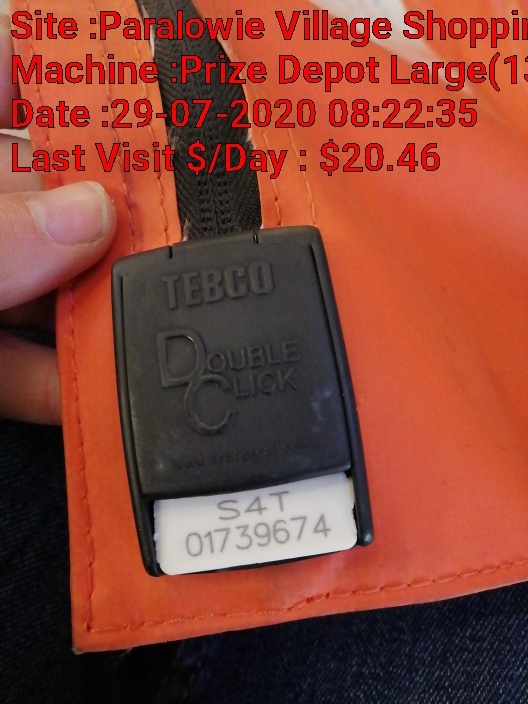 Site :Paralowie Village Shoppin
Machine :Prize Depot Large(1
Date :29-07-2020 08:22:35
Last Visit $/Day : $20.46
TEBCO
DOUBLE
CLICK
S4T
01739674